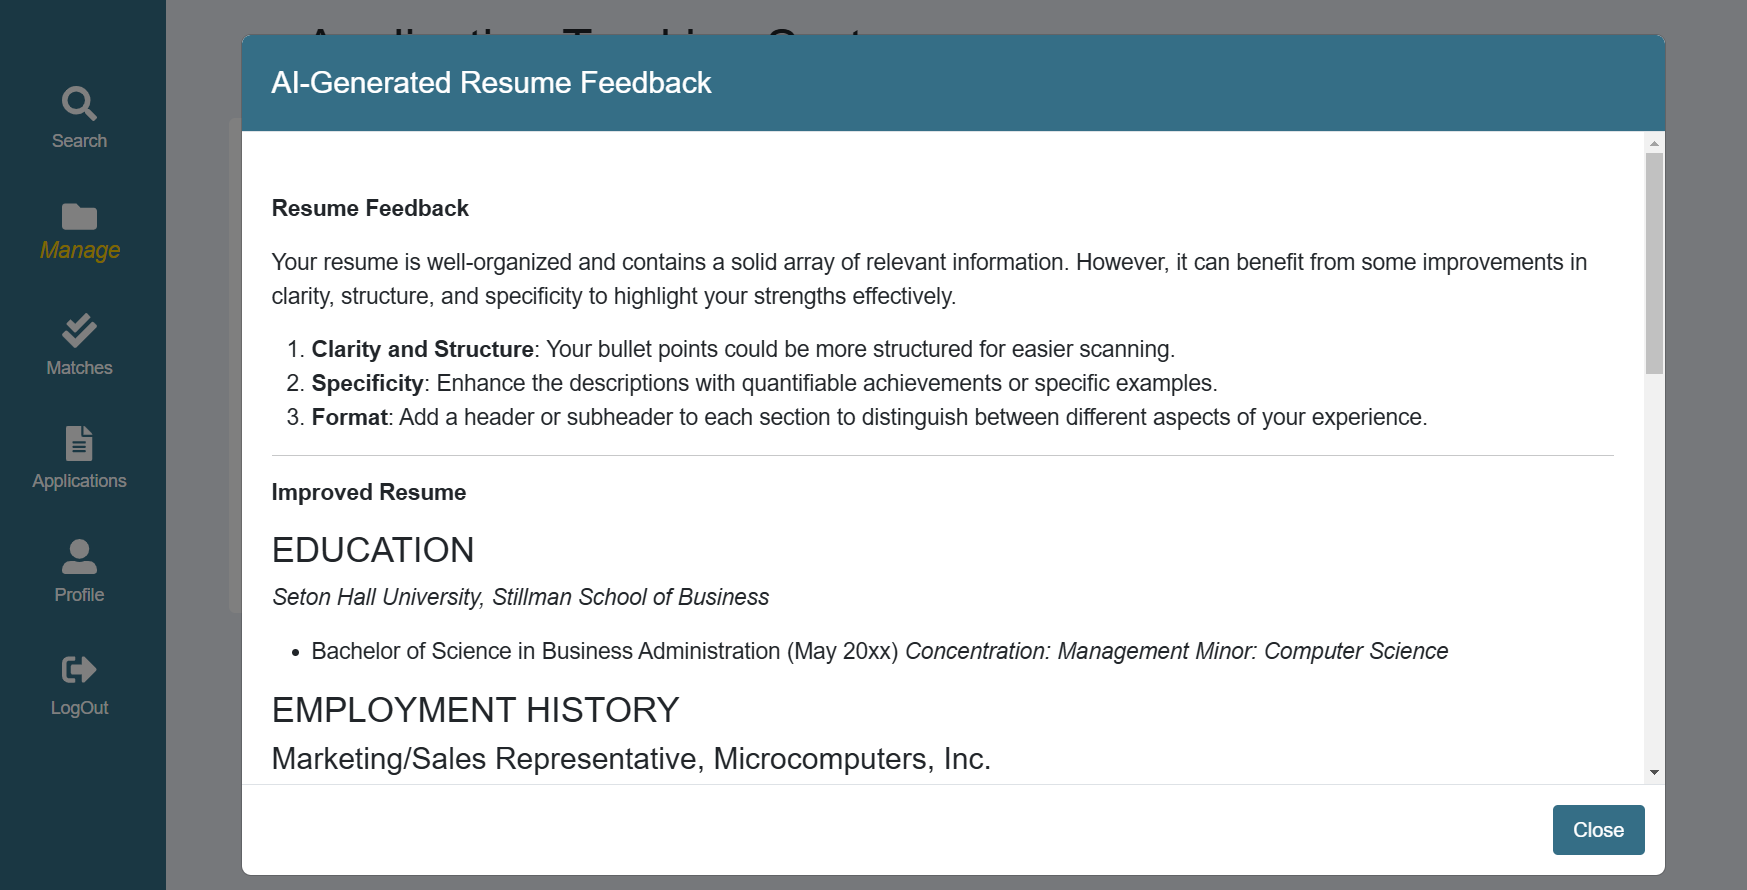 Search
Manage
Matches
Applications
Profile
LogOut
AI-Generated Resume Feedback
Resume Feedback
Your resume is well-organized and contains a solid array of relevant information. However, it can benefit from some improvements in
clarity, structure, and specificity to highlight your strengths effectively.
1. Clarity and Structure: Your bullet points could be more structured for easier scanning.
2. Specificity: Enhance the descriptions with quantifiable achievements or specific examples.
3. Format: Add a header or subheader to each section to distinguish between different aspects of your experience.
Improved Resume
EDUCATION
Seton Hall University, Stillman School of Business
• Bachelor of Science in Business Administration (May 20xx) Concentration: Management Minor: Computer Science
EMPLOYMENT HISTORY
Marketing/Sales Representative, Microcomputers, Inc.
Close